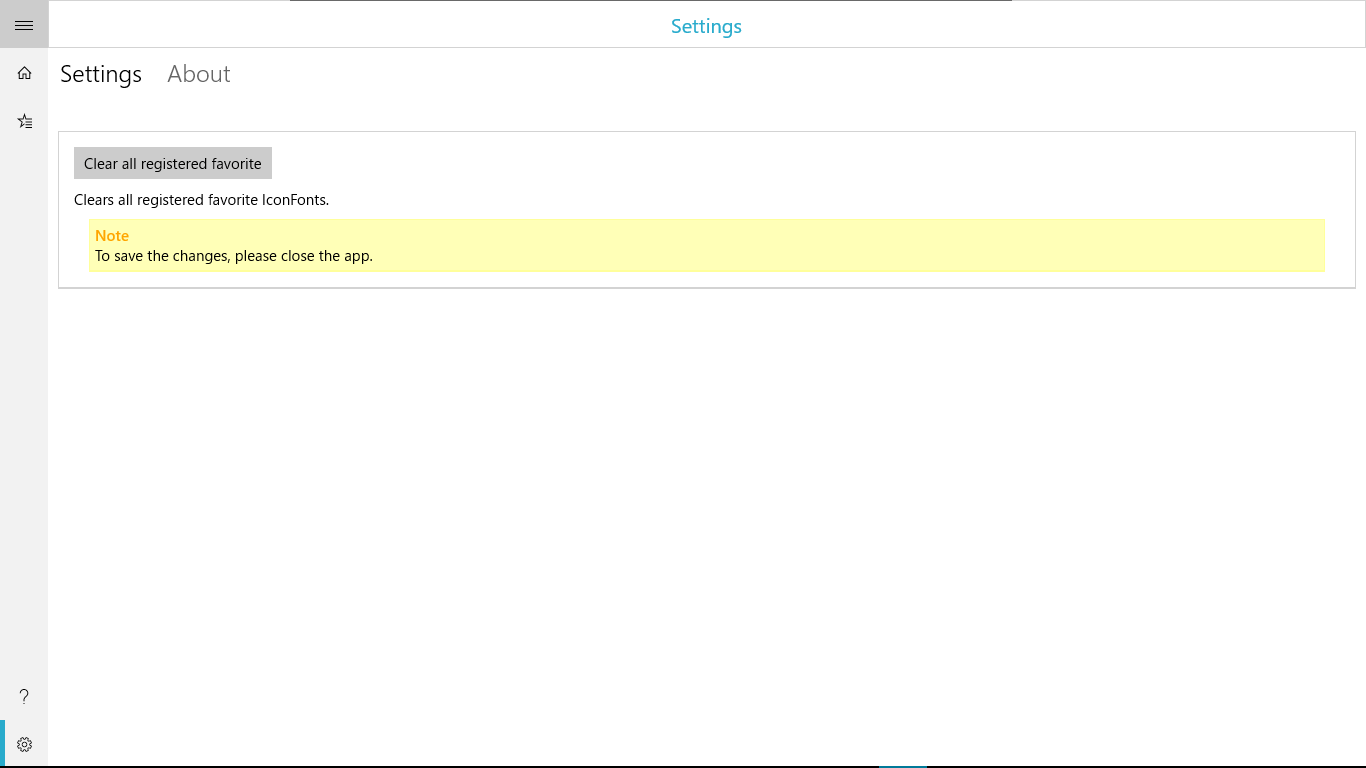 Settings
Settings About
Clear all registered favorite
Clears all registered favorite IconFonts.
Note
To save the changes, please close the app.